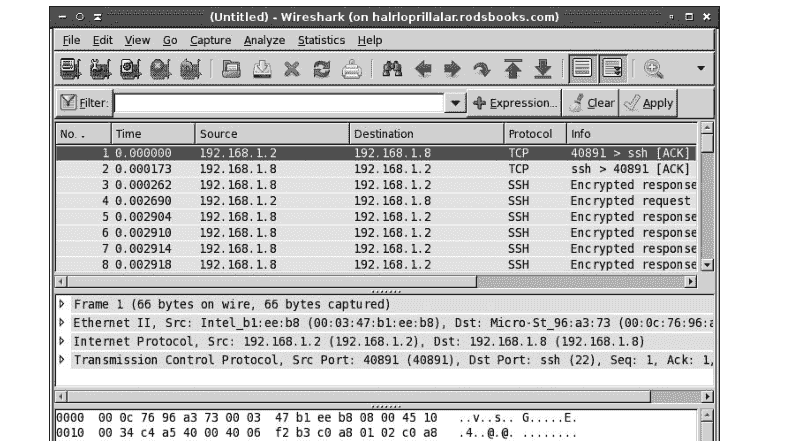 (Untitled) - Wireshark (on halrloprillalar.rodsbooks.com)
File Edit View Go Capture Analyze Statistics Help
Filter: Expression... Clear Apply
No. . Time Source Destination Protocol Info
1 0.000000 192.168.1.2 192.168.1.8 TCP 40891 > ssh [ACK]
2 0.000173 192.168.1.8 192.168.1.2 TCP ssh > 40891 [ACK]
3 0.000262 192.168.1.8 192.168.1.2 SSH Encrypted response
4 0.002690 192.168.1.2 192.168.1.8 SSH Encrypted request
5 0.002904 192.168.1.8 192.168.1.2 SSH Encrypted response
6 0.002910 192.168.1.8 192.168.1.2 SSH Encrypted response
7 0.002914 192.168.1.8 192.168.1.2 SSH Encrypted response
8 0.002918 192.168.1.8 192.168.1.2 SSH Encrypted response
Frame 1 (66 bytes on wire, 66 bytes captured)
Ethernet II, Src: Intel_b1:ee:b8 (00:03:47:b1:ee:b8), Dst: Micro-St_96:a3:73 (00:0c:76:96:a
Internet Protocol, Src: 192.168.1.2 (192.168.1.2), Dst: 192.168.1.8 (192.168.1.8)
Transmission Control Protocol, Src Port: 40891 (40891), Dst Port: ssh (22), Seq: 1, Ack: 1,
0000 00 0c 76 96 a3 73 00 03 47 b1 ee b8 08 00 45 10 ..v..s.. G.....E.
0010 00 34 c4 a5 40 00 40 06 f2 b3 c0 a8 01 02 c0 a8 .4..@.@. ........